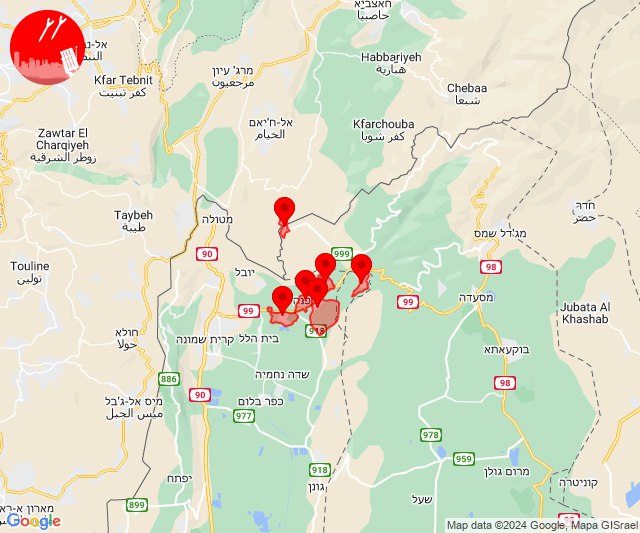 חאצביא
حاصبيا
אל-
Kfar Tebnit
كفر تبنيت
מרג' עיון
مرجعيون
Habbariyeh
هبارية
Chebaa
شبعا
Zawtar El
Charqiyeh
زوطر الشرقية
אל-ח'יאם
الخيام
Kfarchouba
كفر شوبا
Taybeh
طيبة
מטולה
חדר
حضر
מג'דל שמס
Touline
تولين
90
יובל
999
98
99
99
מסעדה
Jubata Al
Khashab
חולא
حولا
קרית שמונה
בית הלל
918
בוקעאתא
886
שדה נחמיה
מיס אל-ג'בל
ميس الجبل
90
כפר בלום
98
977
978
959
מרום גולן
קוניטרה
918
גונן
יפתח
שעל
899
מארון א-ראס
98
Google
Map data ©2024 Google, Mapa GISrael